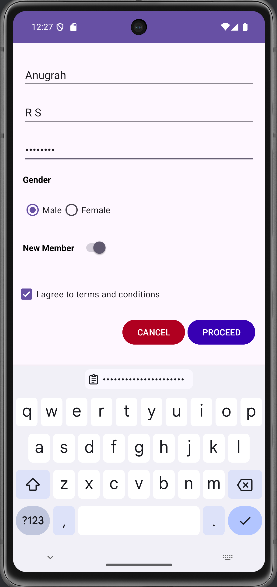 12:27
Anugrah
R S
••••••••
Gender
Male Female
New Member
I agree to terms and conditions
CANCEL PROCEED
••••••••••••••••••••••
q w e r t y u i o p
a s d f g h j k l
z x c v b n m
?123 , .